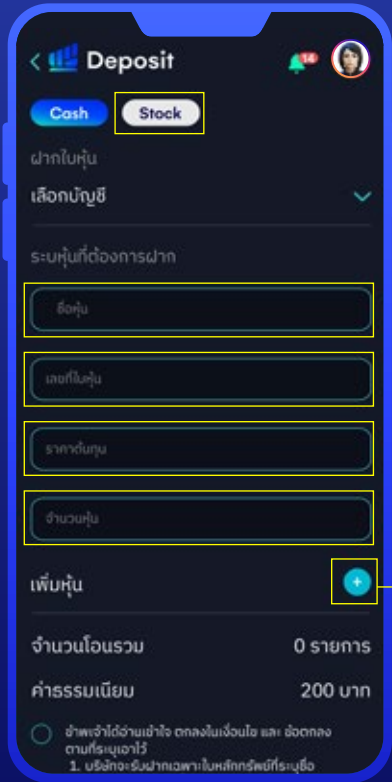 Deposit
14
Cash
Stock
ฝากใบหุ้น
เลือกบัญชี
ระบุหุ้นที่ต้องการฝาก
ชื่อหุ้น
เลขที่ใบหุ้น
ราคาต้นทุน
จำนวนหุ้น
เพิ่มหุ้น
จำนวนโอนรวม
0 รายการ
ค่าธรรมเนียม
200 บาท
ข้าพเจ้าได้อ่านเข้าใจ ตกลงในเงื่อนไข และ ข้อตกลง
ตามที่ระบุเอาไว้
1. บริษัทจะรับฝากเฉพาะใบหลักทรัพย์ที่ระบุชื่อ